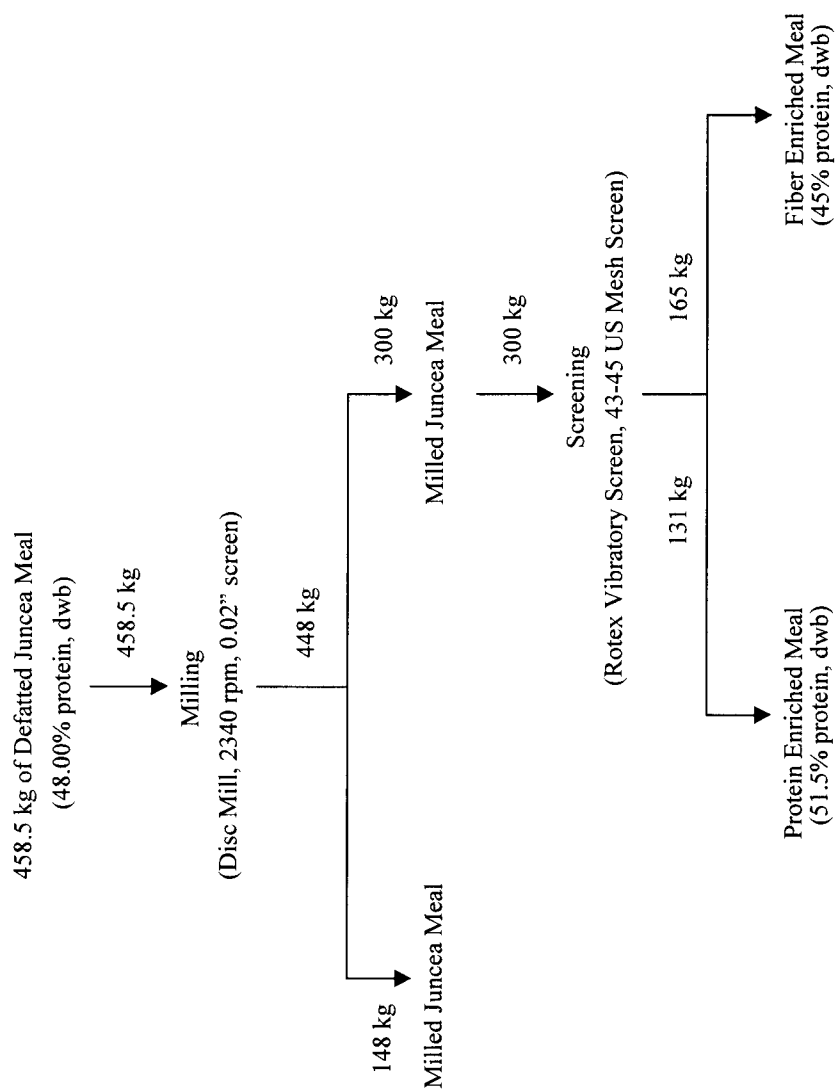 458.5 kg of Defatted Juncea Meal
(48.00% protein, dwb)
458.5 kg
Milling
(Disc Mill, 2340 rpm, 0.02” screen)
448 kg
148 kg
Milled Juncea Meal
300 kg
Milled Juncea Meal
300 kg
Screening
(Rotex Vibratory Screen, 43-45 US Mesh Screen)
131 kg
165 kg
Protein Enriched Meal
(51.5% protein, dwb)
Fiber Enriched Meal
(45% protein, dwb)